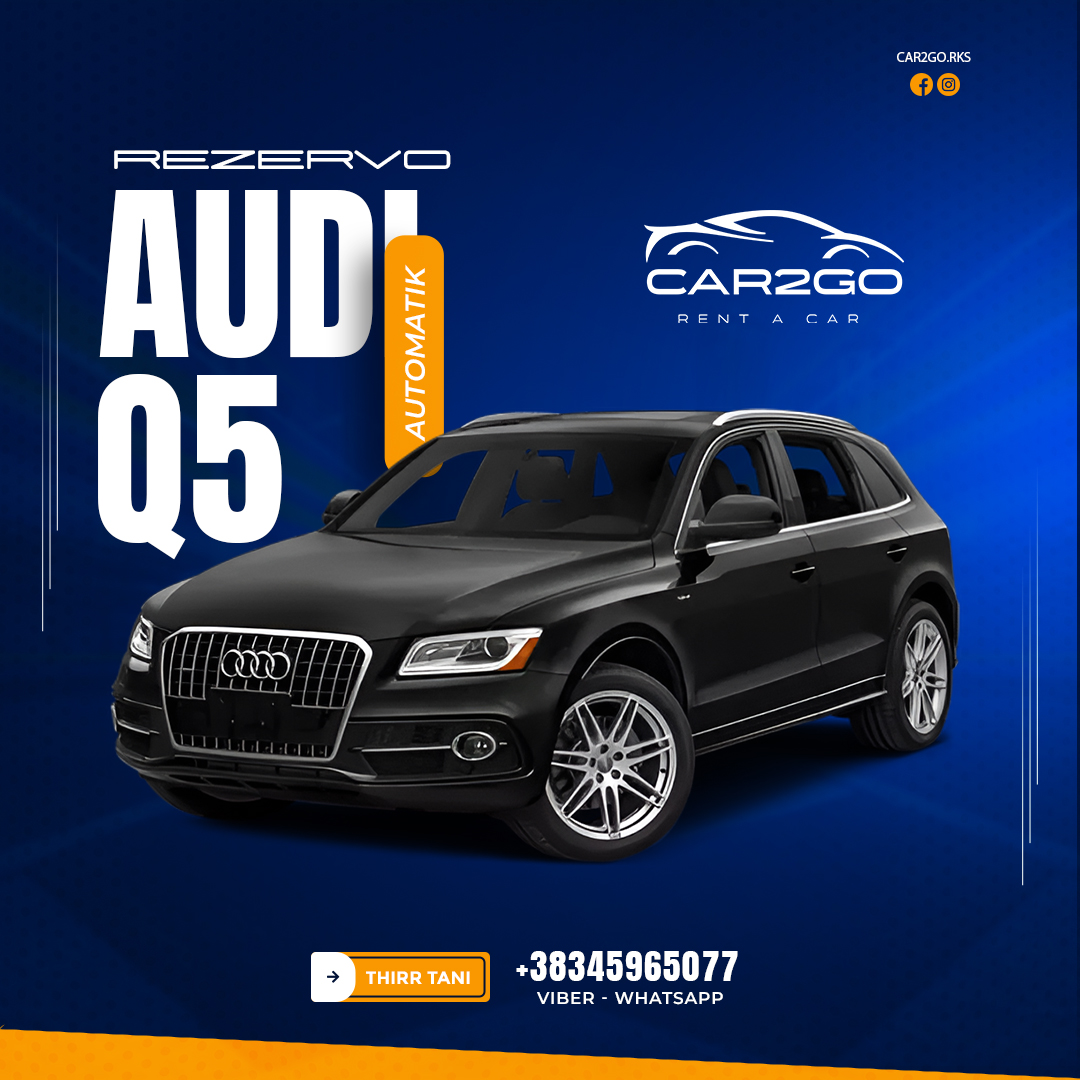 CAR2GO.RKS
REZERVO
AUDI
Q5
AUTOMATIK
CAR2GO
RENT A CAR
THIRR TANI
+38345965077
VIBER - WHATSAPP